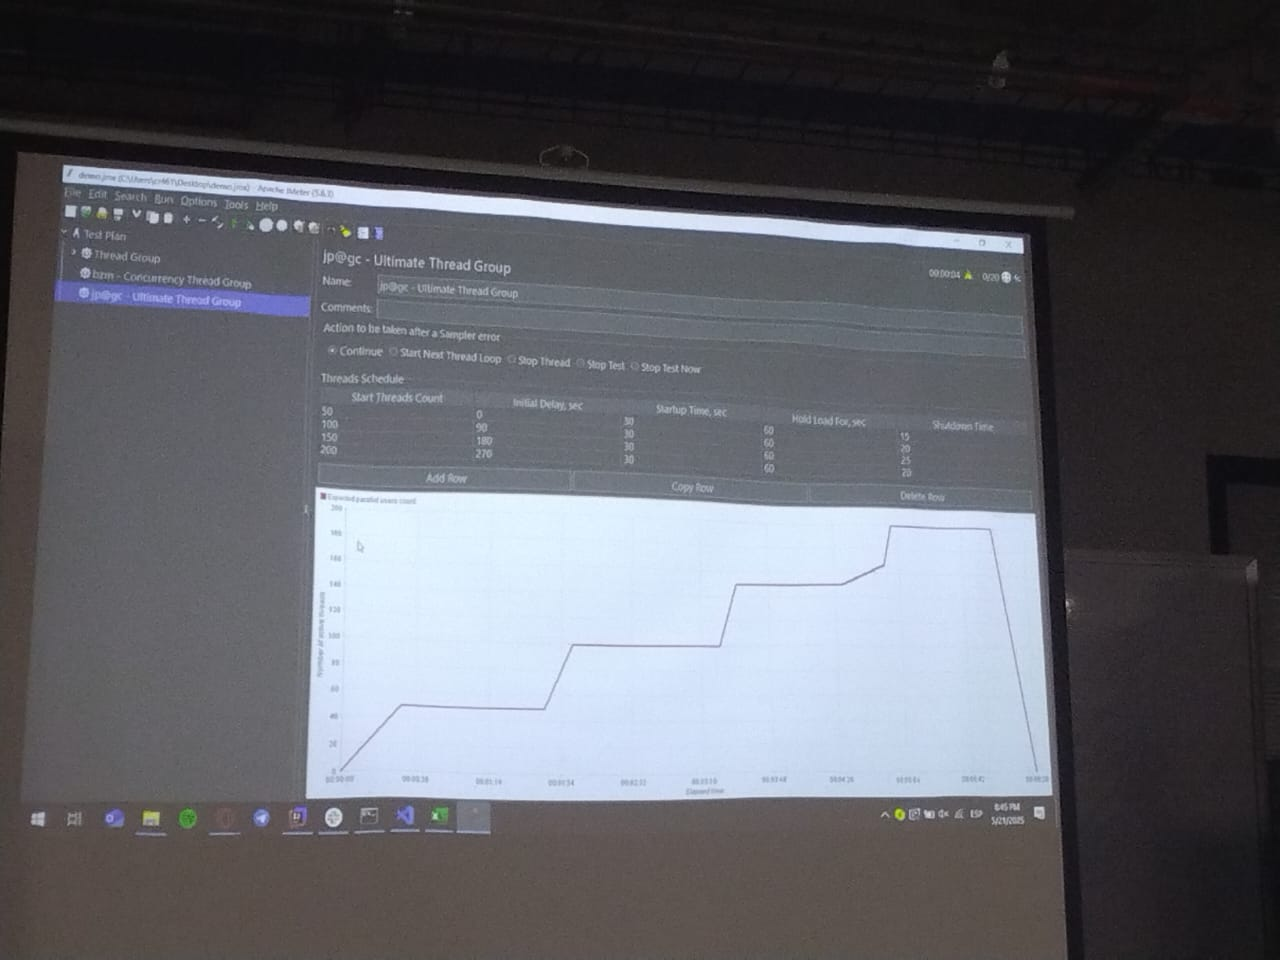 demo.jmx (C:\Users\cr461\Desktop\demo.jmx) - Apache JMeter (5.6.3)
File Edit Search Run Options Tools Help
Test Plan
Thread Group
bzm - Concurrency Thread Group
jp@gc - Ultimate Thread Group
jp@gc - Ultimate Thread Group
00:00:04 0/20
Name: jp@gc - Ultimate Thread Group
Comments:
Action to be taken after a Sampler error
Continue Start Next Thread Loop Stop Thread Stop Test Stop Test Now
Threads Schedule
Start Threads Count Initial Delay, sec Startup Time, sec Hold Load For, sec Shutdown Time
50 0 30 60 15
100 90 30 60 20
150 180 30 60 25
200 270 30 60 20
Add Row Copy Row Delete Row
Expected parallel users count
200
180
160
140
120
100
80
60
40
20
0
Number of active threads
00:00:00 00:00:38 00:01:16 00:01:54 00:02:32 00:03:10 00:03:48 00:04:26 00:05:04 00:05:42 00:06:20
Elapsed time
ESP
8:45 PM
5/21/2025